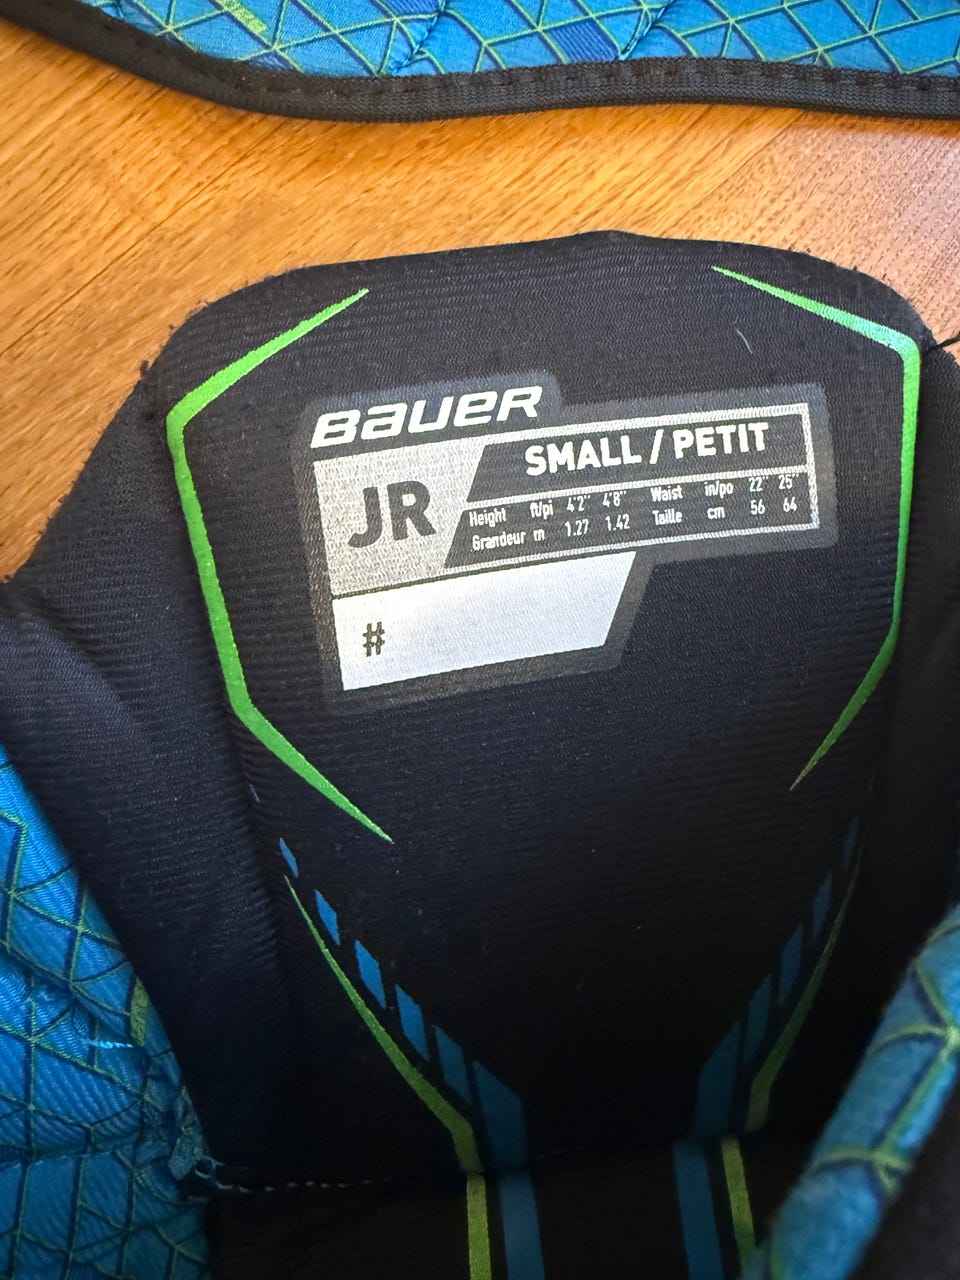 BAUER
SMALL / PETIT
JR
Height ft/pi 4'2" 4'8" Waist in/po 22" 25"
Grandeur m 1.27 1.42 Taille cm 56 64
#